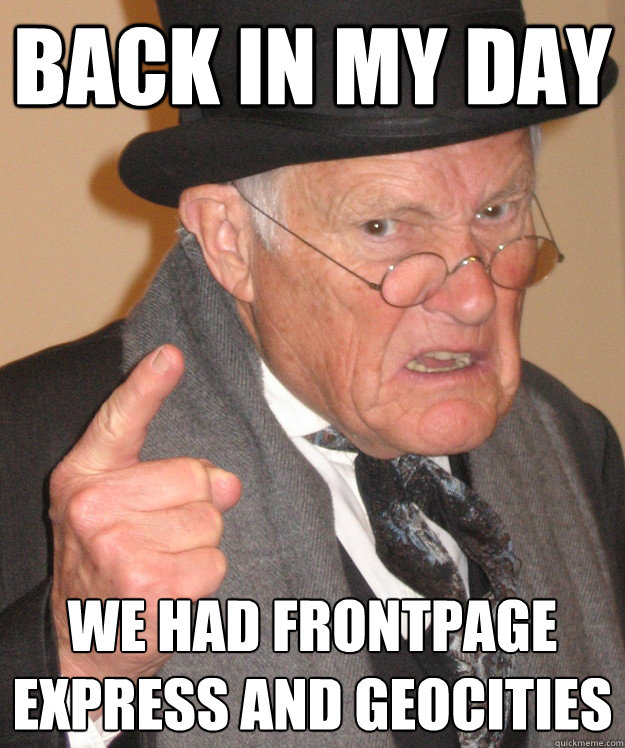 BACK IN MY DAY
WE HAD FRONTPAGE
EXPRESS AND GEOCITIES
quickmeme.com